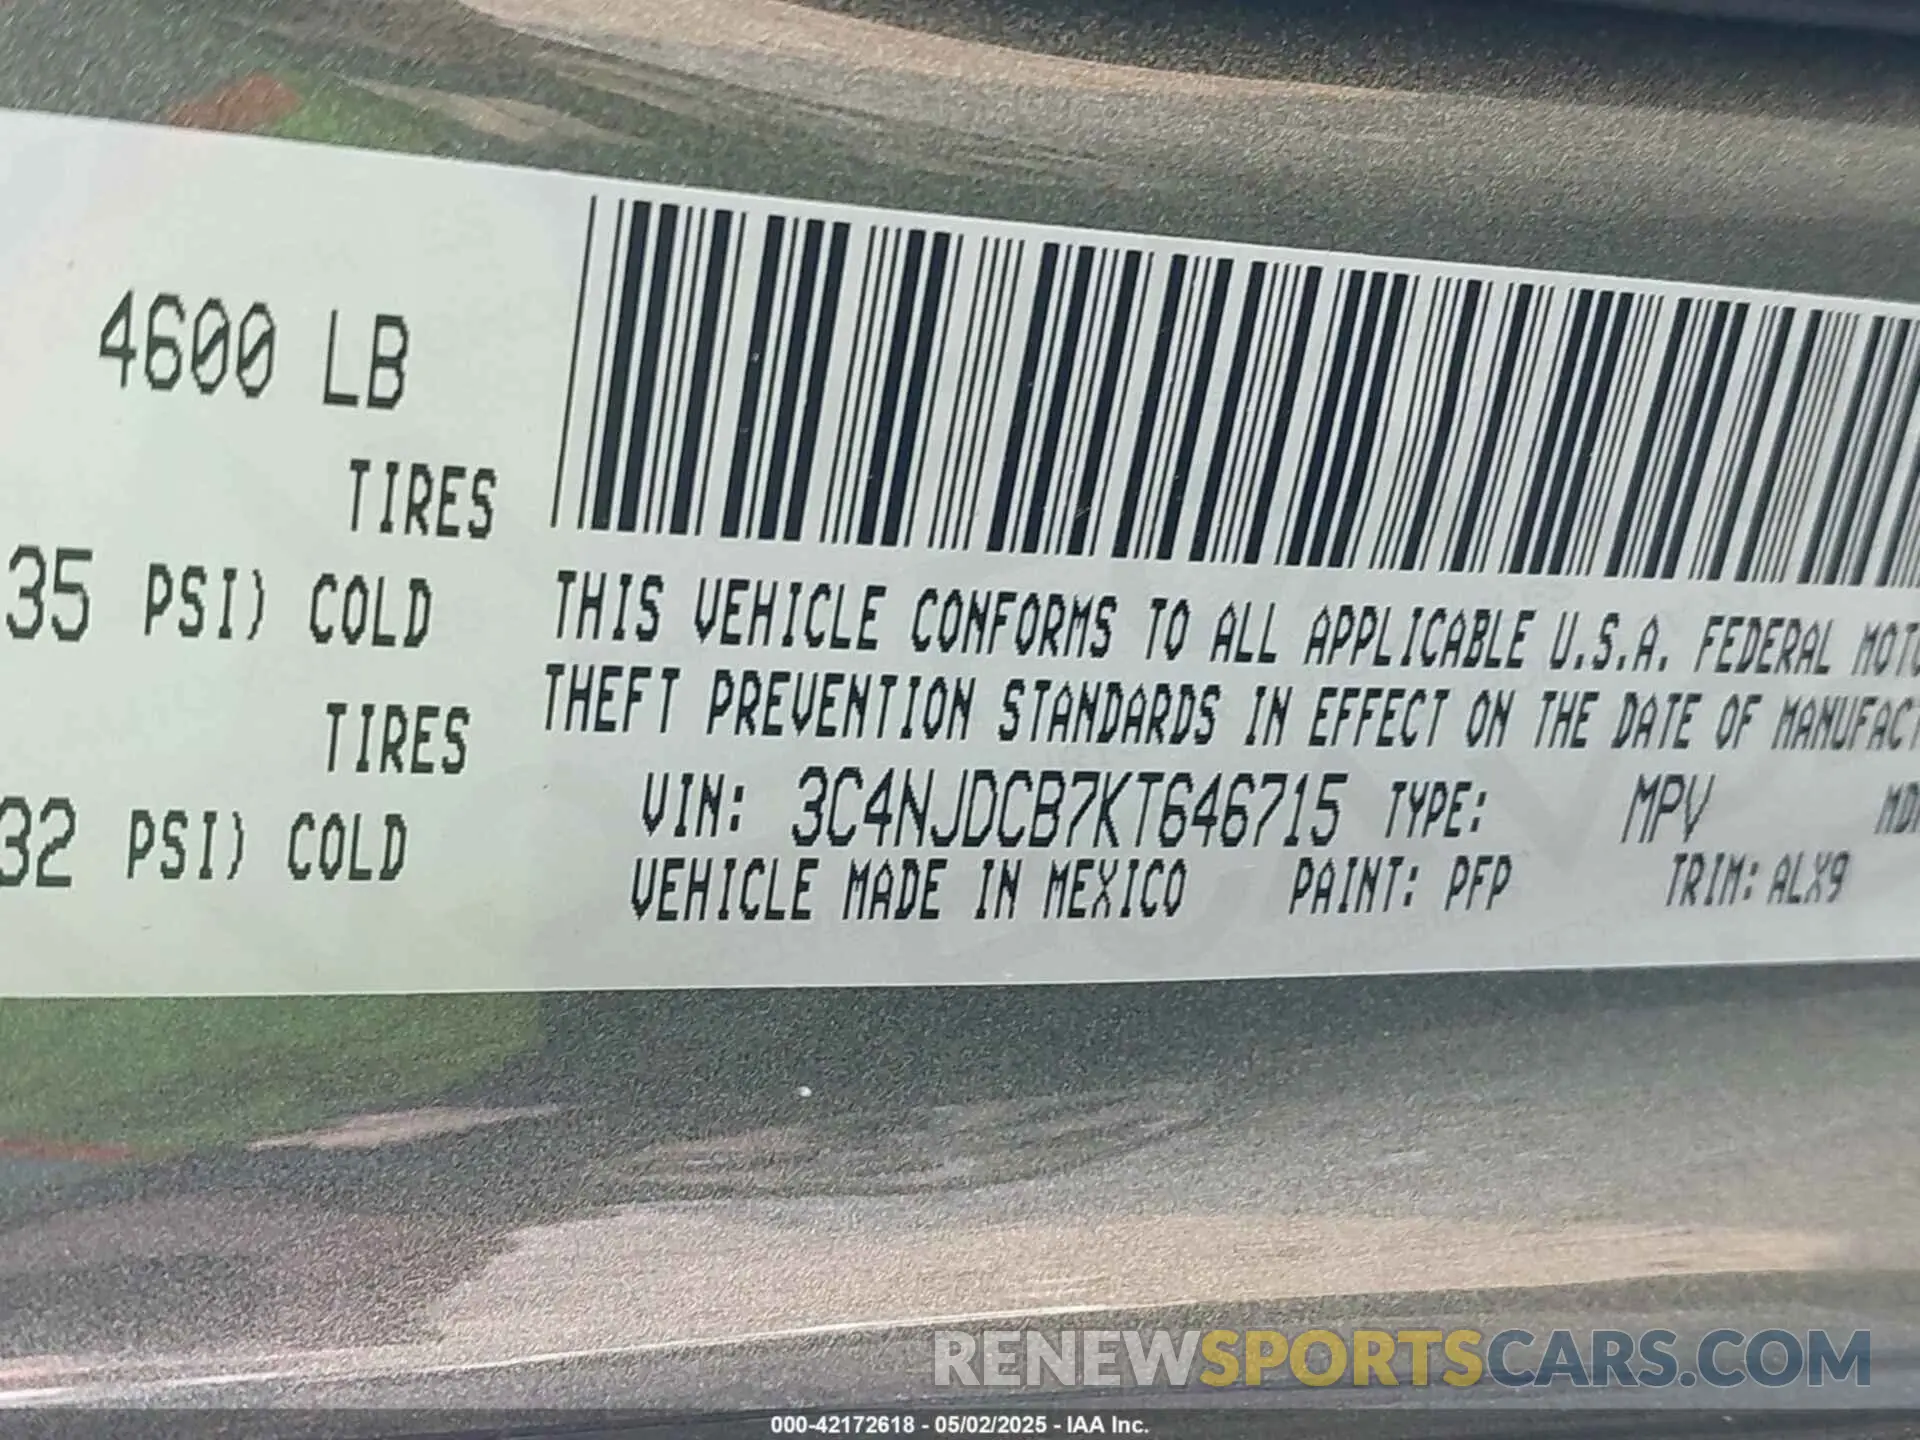 4600 LB
TIRES
35 PSI) COLD
TIRES
32 PSI) COLD
THIS VEHICLE CONFORMS TO ALL APPLICABLE U.S.A. FEDERAL
THEFT PREVENTION STANDARDS IN EFFECT ON THE DATE OF
VIN: 3C4NJDCB7KT646715 TYPE: MPV
VEHICLE MADE IN MEXICO PAINT: PFP TRIM: ALX9
RENEWSPORTSCARS.COM
000-42172618 - 05/02/2025 - IAA Inc.